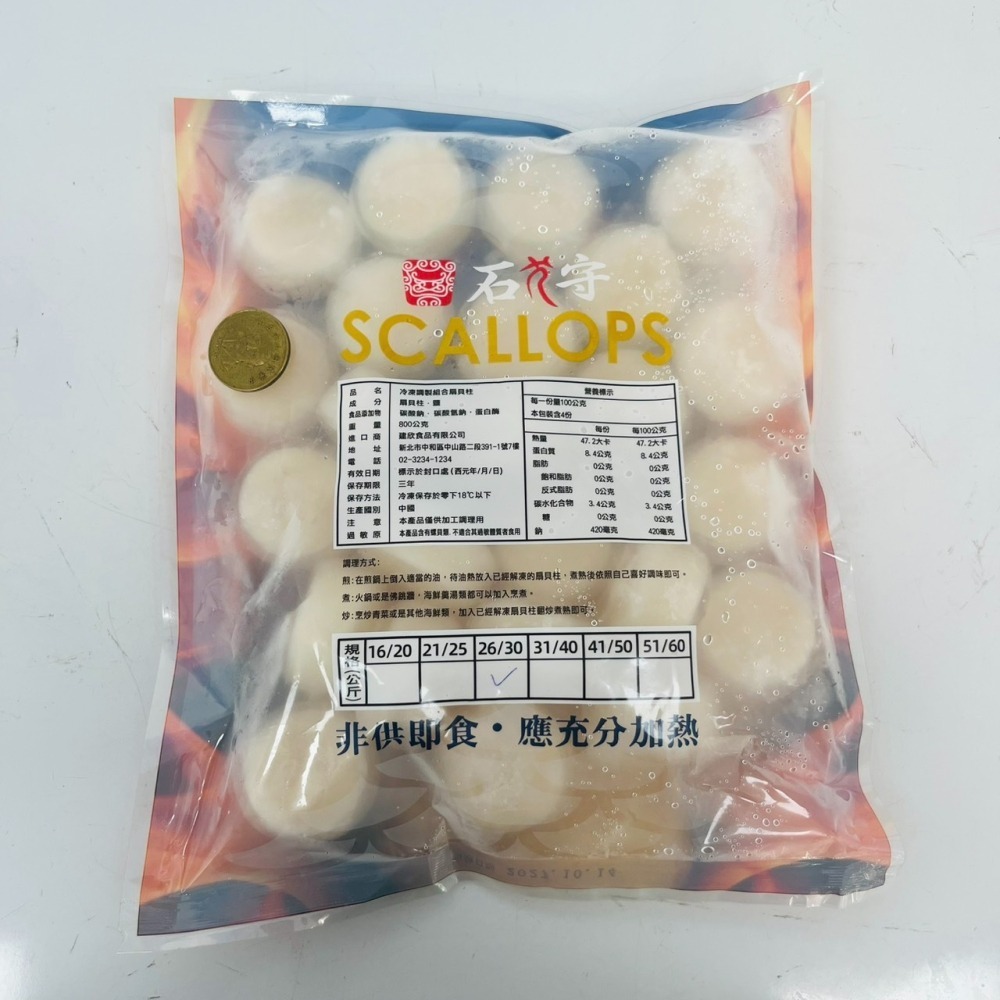 石花守
SCALLOPS
品名 冷凍調製組合扇貝柱
成分 扇貝柱、鹽
食品添加物 碳酸鈉、碳酸氫鈉、蛋白酶
重量 800公克
進口商 建欣食品有限公司
地址 新北市中和區中山路二段391-1號7樓
電話 02-3234-1234
有效日期 標示於封口處(西元年/月/日)
保存期限 三年
保存方法 冷凍保存於零下18℃以下
生產國別 中國
注意 本產品僅供加工調理用
過敏原 本產品含有螺貝類,不適合其過敏體質者食用
營養標示
每一份量100公克
本包裝含4份
每份 每100公克
熱量 47.2大卡 47.2大卡
蛋白質 8.4公克 8.4公克
脂肪 0公克 0公克
飽和脂肪 0公克 0公克
反式脂肪 0公克 0公克
碳水化合物 3.4公克 3.4公克
糖 0公克 0公克
鈉 420毫克 420毫克
調理方式:
煎:在煎鍋上倒入適當的油,待油熱放入已經解凍的扇貝柱,煮熟後依照自己喜好調味即可。
煮:火鍋或是佛跳牆,海鮮羹湯類都可以加入烹煮。
炒:烹炒青菜或是其他海鮮類,加入已經解凍扇貝柱翻炒煮熟即可。
規格(公斤) 16/20 21/25 26/30 31/40 41/50 51/60
非供即食・應充分加熱